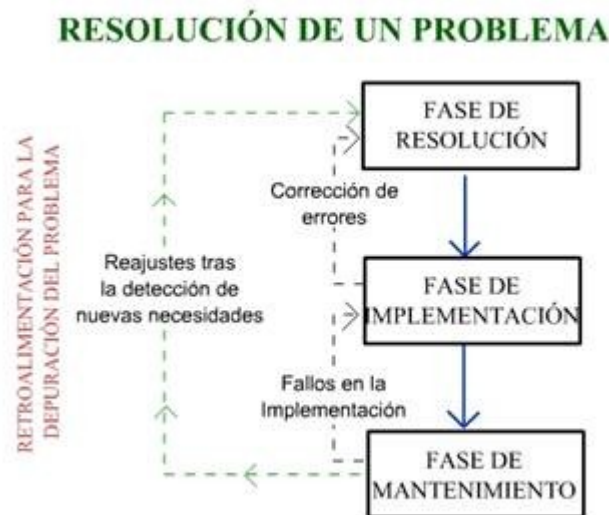 RESOLUCIÓN DE UN PROBLEMA
RETROALIMENTACIÓN PARA LA
DEPURACIÓN DEL PROBLEMA
FASE DE
RESOLUCIÓN
Corrección de
errores
Reajustes tras
la detección de
nuevas necesidades
FASE DE
IMPLEMENTACIÓN
Fallos en la
Implementación
FASE DE
MANTENIMIENTO